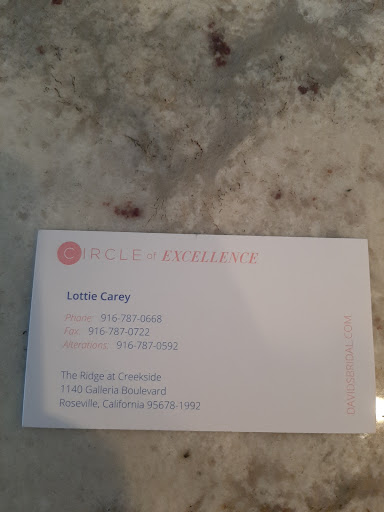 CIRCLE of EXCELLENCE
Lottie Carey
Phone: 916-787-0668
Fax: 916-787-0722
Alterations: 916-787-0592
The Ridge at Creekside
1140 Galleria Boulevard
Roseville, California 95678-1992
DAVIDSBRIDAL.COM